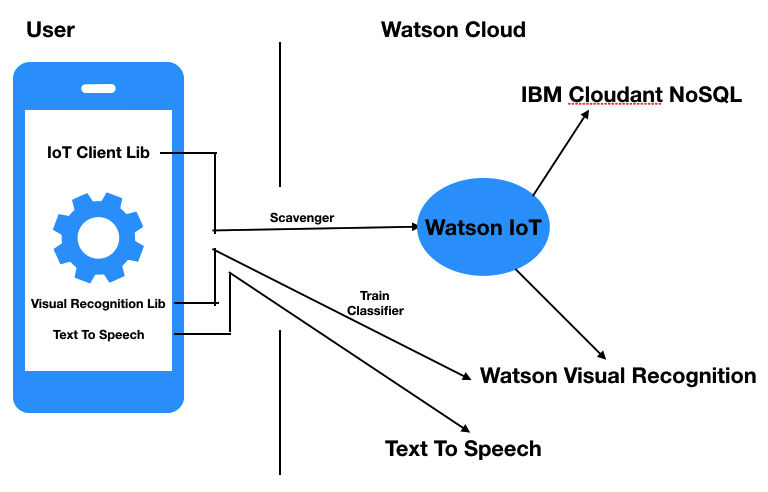 User
Watson Cloud
IBM Cloudant NoSQL
IoT Client Lib
Scavenger
Watson IoT
Visual Recognition Lib
Train
Classifier
Text To Speech
Watson Visual Recognition
Text To Speech